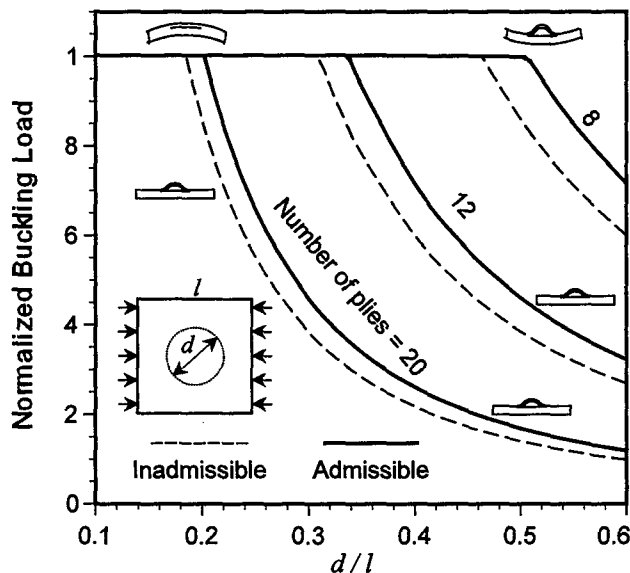 Normalized Buckling Load
1
8
6
4
2
0
0.1 0.2 0.3 0.4 0.5 0.6
d / l
Number of plies = 20
12
8
l
d
Inadmissible
Admissible